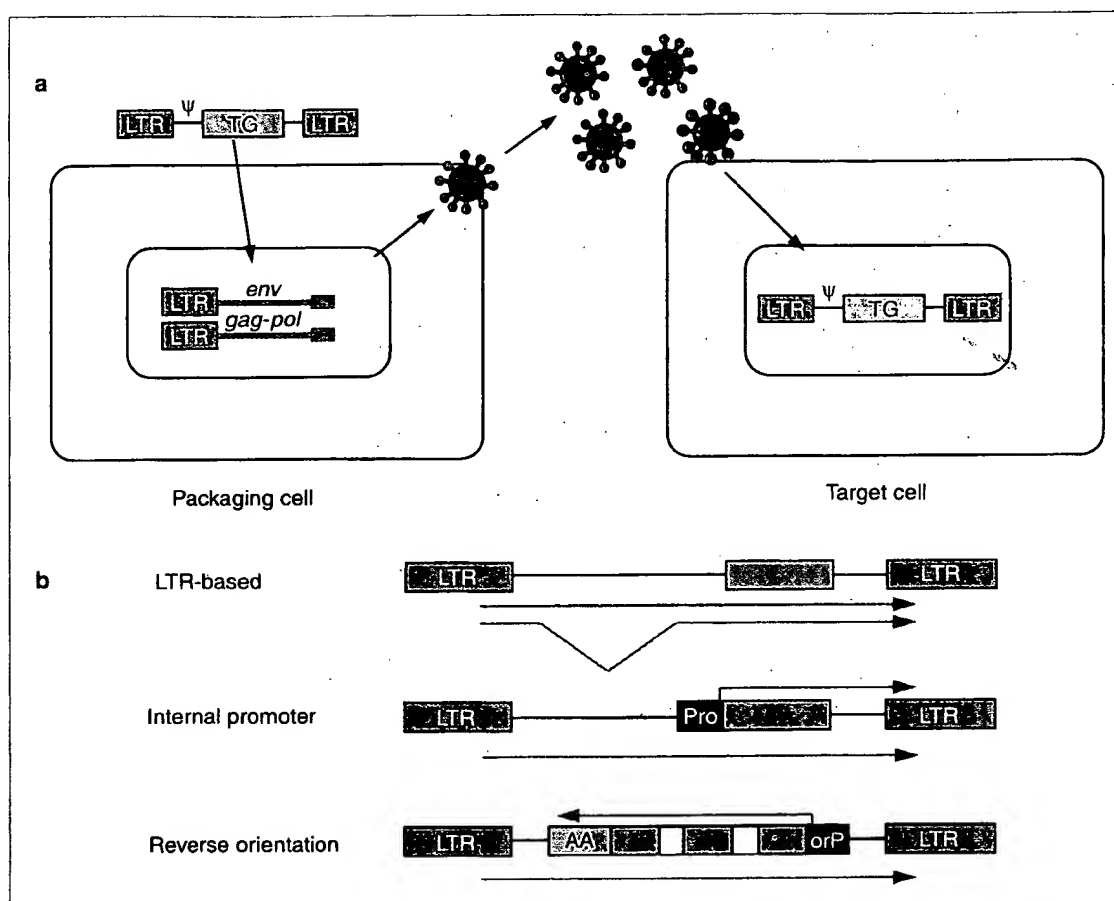 a
ψ
LTR TG LTR
env
LTR
gag-pol
LTR
ψ
LTR TG LTR
Packaging cell
Target cell
b
LTR-based
LTR LTR
Internal promoter
LTR Pro LTR
Reverse orientation
LTR AA orP LTR